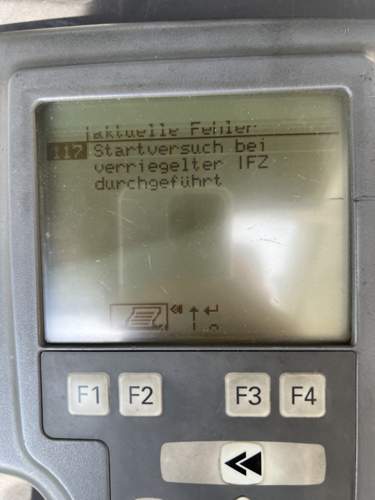 aktuelle Fehler
117 Startversuch bei
verriegelter IFZ
durchgeführt
F1 F2 F3 F4